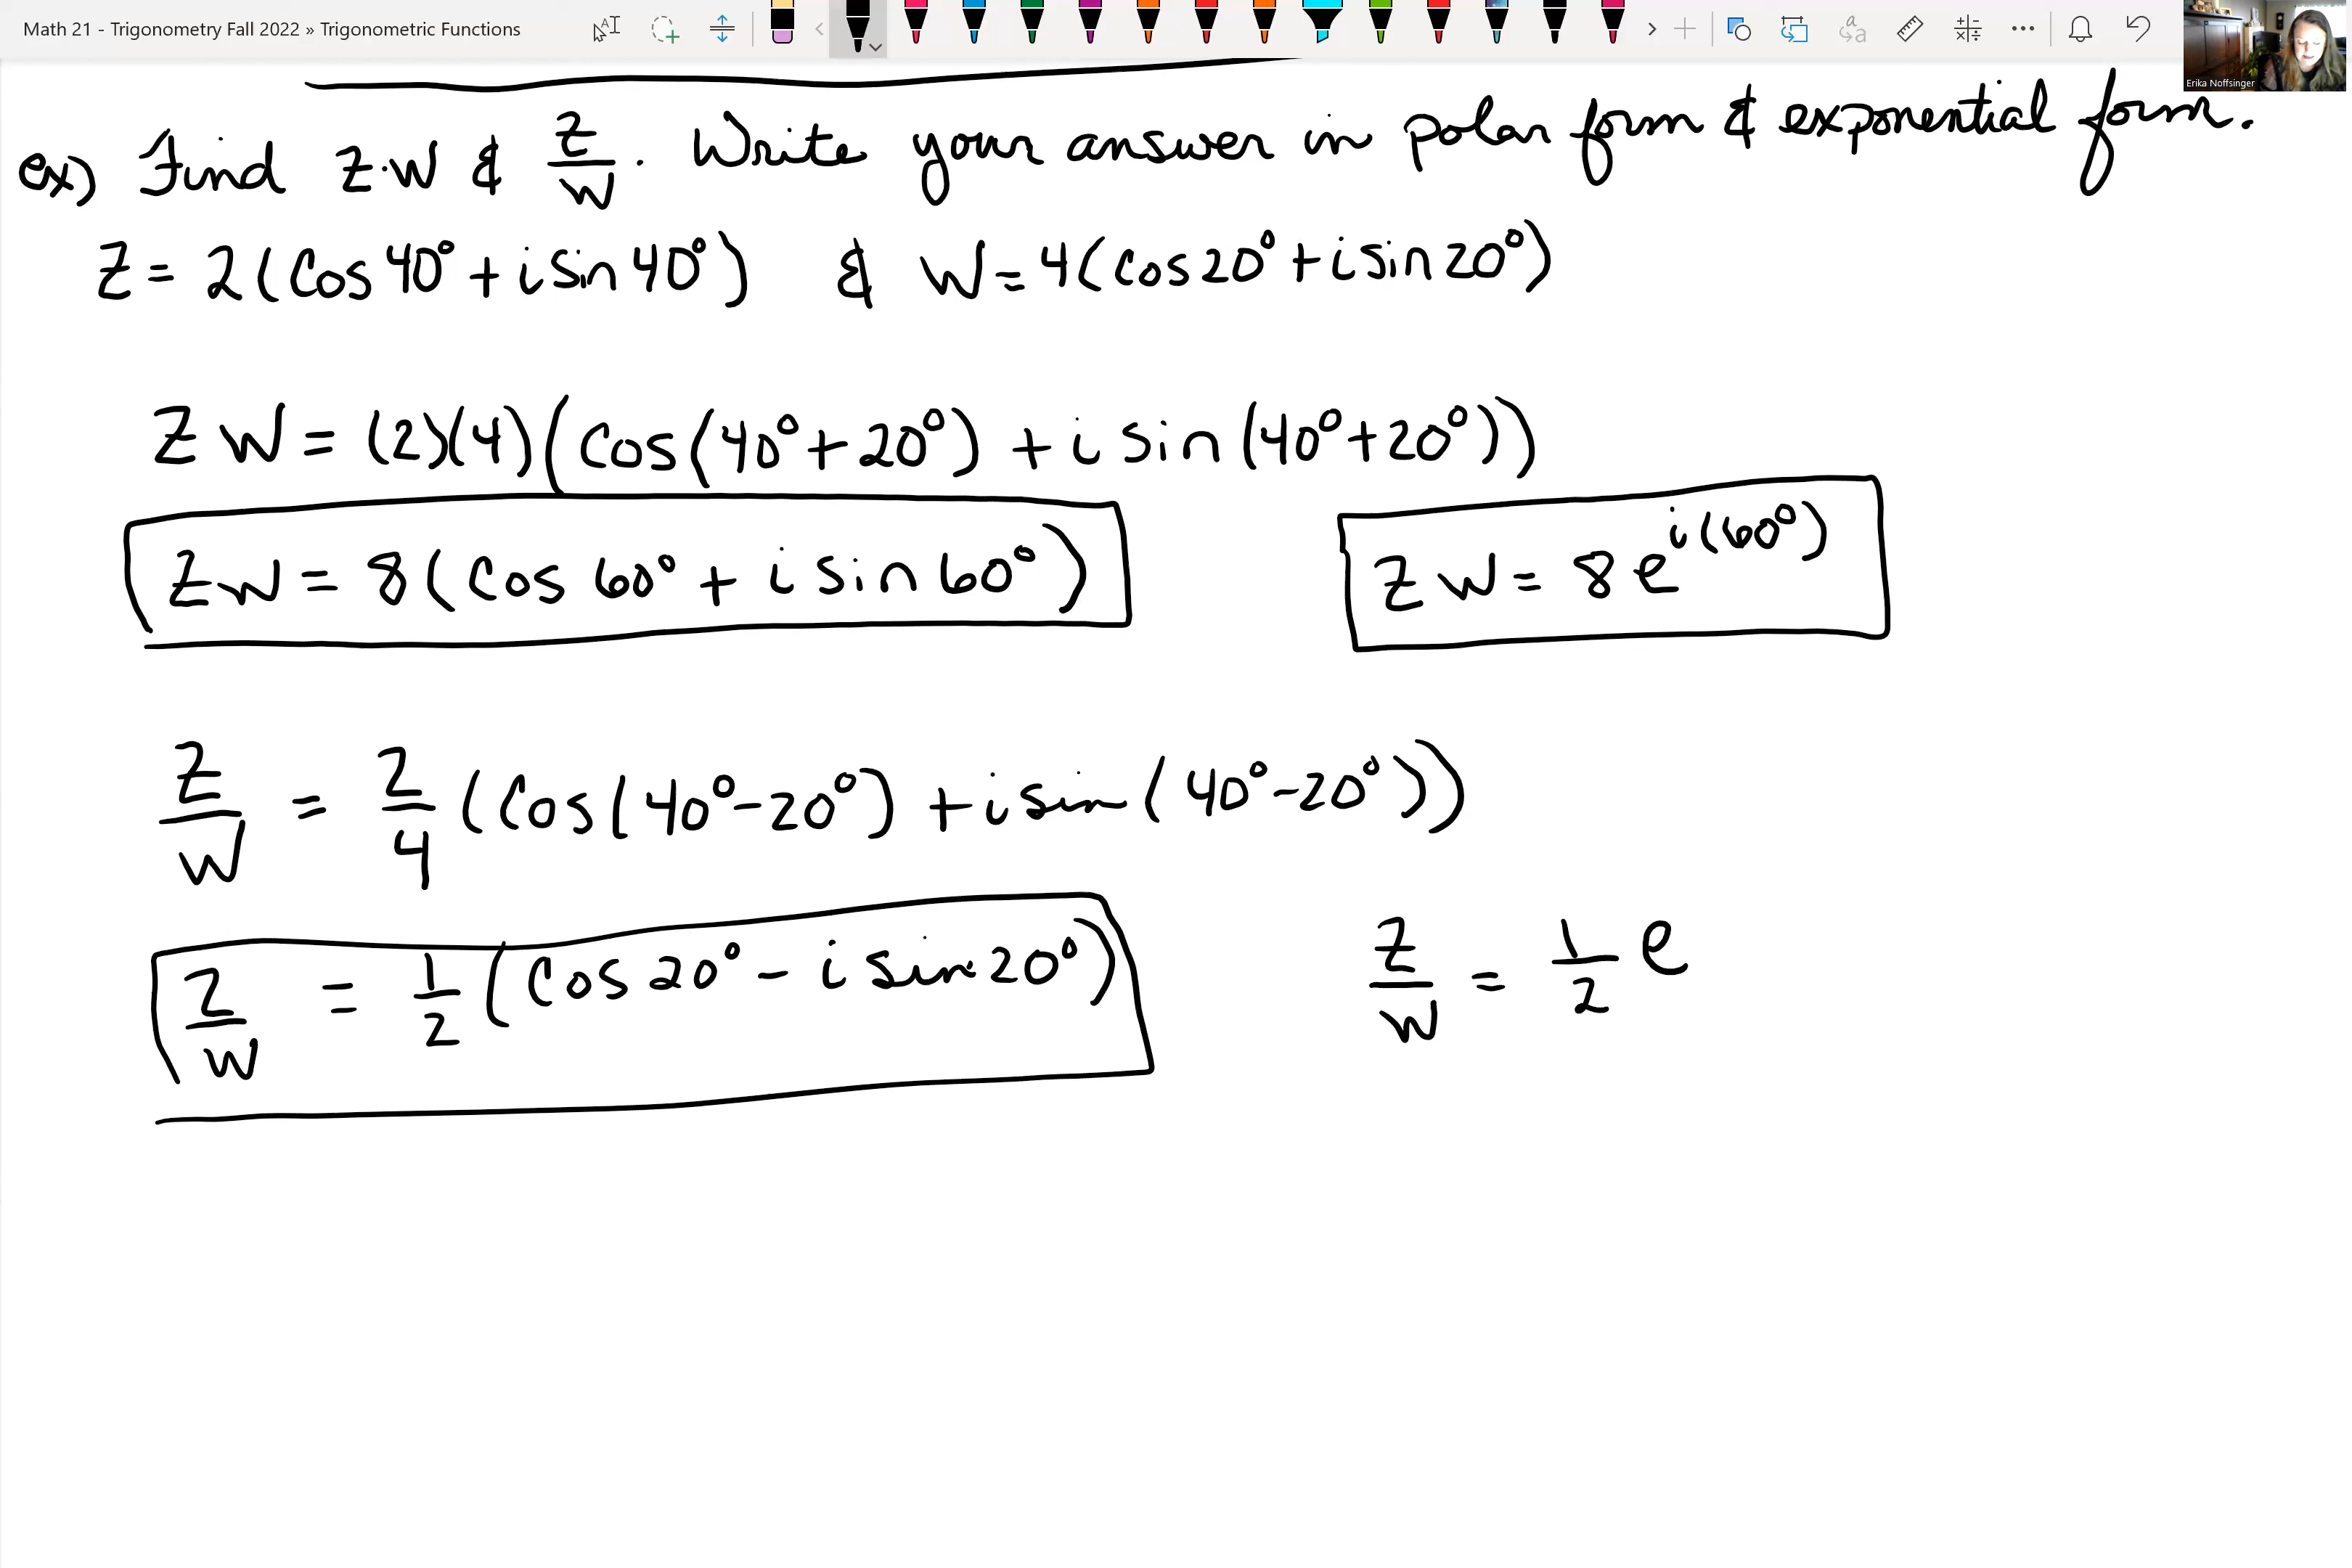 Math 21 - Trigonometry Fall 2022 » Trigonometric Functions
Erika Noffsinger
ex) Find Z·W & Z/W. Write your answer in polar form & exponential form.
Z = 2(cos 40° + i sin 40°) & W = 4(cos 20° + i sin 20°)
ZW = (2)(4)(cos(40°+20°) + i sin(40°+20°))
ZW = 8(cos 60° + i sin 60°)
ZW = 8e^{i(60°)}
Z/W = 2/4 (cos(40°-20°) + i sin(40°-20°))
Z/W = 1/2 (cos 20° - i sin 20°)
Z/W = 1/2 e